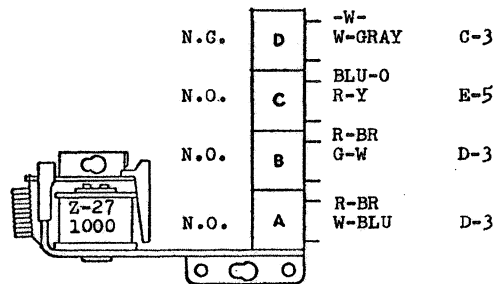 -W-
N.G. D W-GRAY C-3
BLU-O
N.O. C R-Y E-5
R-BR
N.O. B G-W D-3
R-BR
N.O. A W-BLU D-3
Z-27
1000